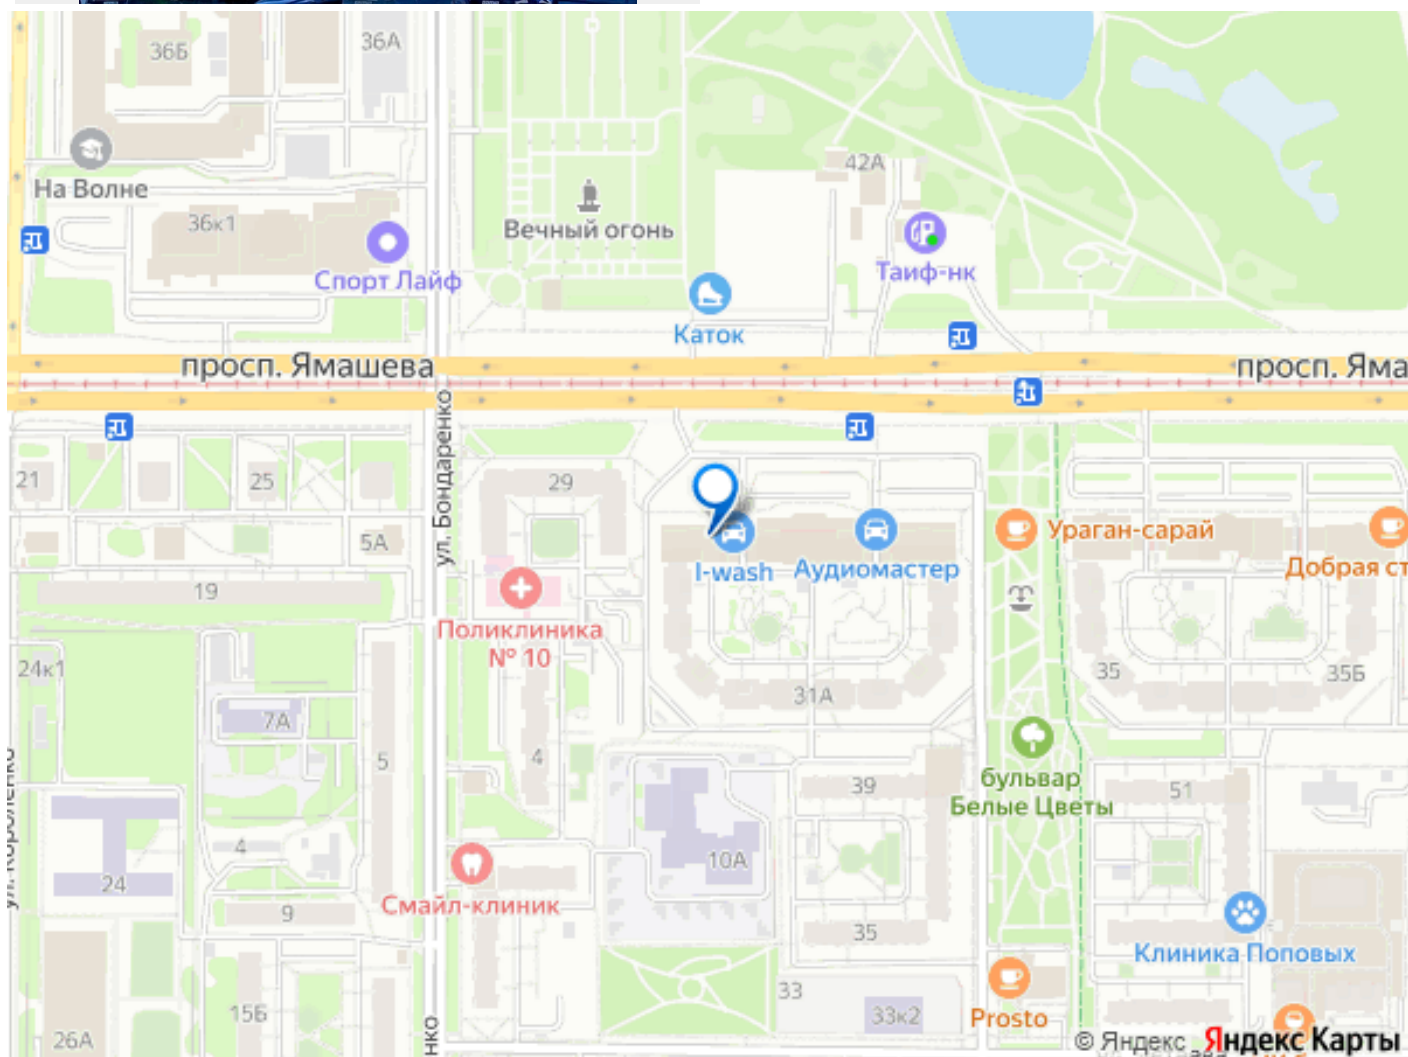 36Б
36А
На Волне
36к1
Спорт Лайф
Вечный огонь
42А
Таиф-нк
Каток
просп. Ямашева
просп. Яма
ул. Бондаренко
21
25
29
5А
I-wash
Аудиомастер
Ураган-сарай
Добрая ст
19
Поликлиника
№ 10
24к1
7А
31А
35
35Б
5
4
39
бульвар
Белые Цветы
51
4
10А
24
Смайл-клиник
9
35
Клиника Поповых
33
15Б
33к2
Prosto
26А
нко
© Яндекс
Яндекс Карты